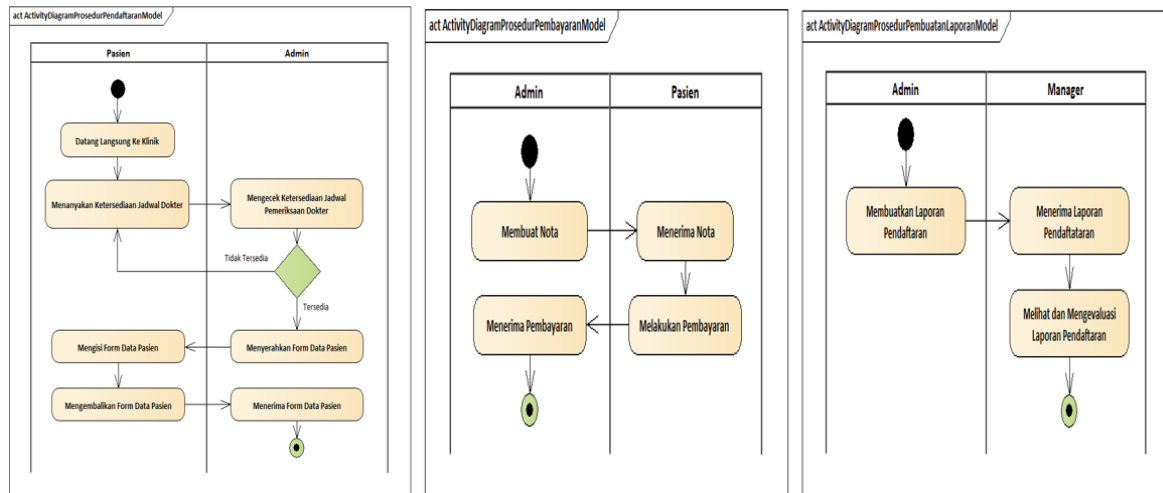 act ActivityDiagramProsedurPendaftaranModel
Pasien
Admin
Datang Langsung Ke Klinik
Menanyakan Ketersediaan Jadwal Dokter
Mengecek Ketersediaan Jadwal
Pemeriksaan Dokter
Tidak Tersedia
Tersedia
Mengisi Form Data Pasien
Menyerahkan Form Data Pasien
Mengembalikan Form Data Pasien
Menerima Form Data Pasien
act ActivityDiagramProsedurPembayaranModel
Admin
Pasien
Membuat Nota
Menerima Nota
Menerima Pembayaran
Melakukan Pembayaran
act ActivityDiagramProsedurPembuatanLaporanModel
Admin
Manager
Membuatkan Laporan
Pendaftaran
Menerima Laporan
Pendaftataran
Melihat dan Mengevaluasi
Laporan Pendaftaran